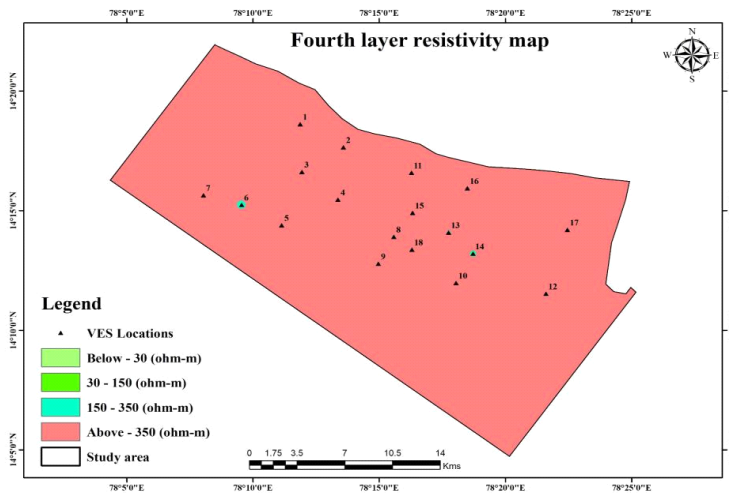 78°5'0"E 78°10'0"E 78°15'0"E 78°20'0"E 78°25'0"E
Fourth layer resistivity map
N
W E
S
14°20'0"N
14°15'0"N
14°10'0"N
14°5'0"N
1
2
3
11
16
7
6
4
5
15
8
13
17
18
14
9
10
12
Legend
VES Locations
Below - 30 (ohm-m)
30 - 150 (ohm-m)
150 - 350 (ohm-m)
Above - 350 (ohm-m)
Study area
0 1.75 3.5 7 10.5 14
Kms
78°5'0"E 78°10'0"E 78°15'0"E 78°20'0"E 78°25'0"E